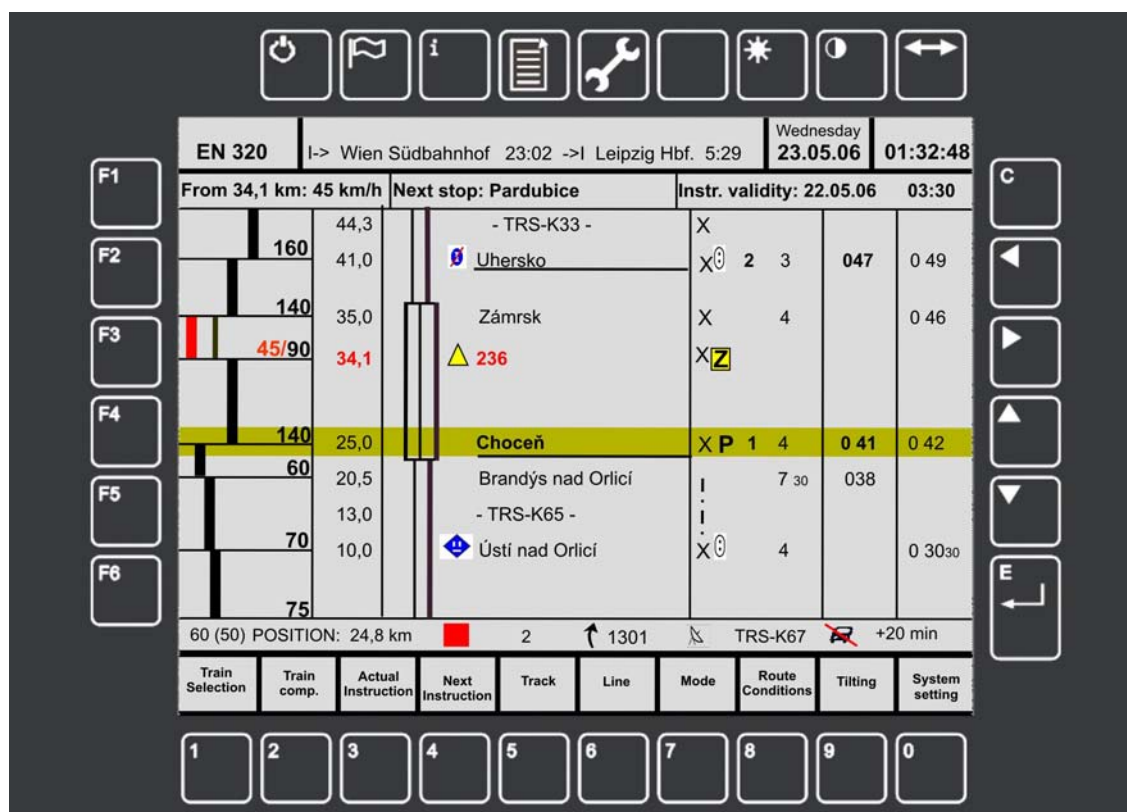 i
EN 320 I-> Wien Südbahnhof 23:02 ->I Leipzig Hbf. 5:29 Wednesday 23.05.06 01:32:48
F1
C
From 34,1 km: 45 km/h Next stop: Pardubice Instr. validity: 22.05.06 03:30
44,3 - TRS-K33 - X
160
F2
41,0 Uhersko X 2 3 047 0 49
140
35,0 Zámrsk X 4 0 46
F3
45/90
34,1 236 X Z
F4
140
25,0 Choceň X P 1 4 0 41 0 42
60
20,5 Brandýs nad Orlicí 7 30 038
F5
13,0 - TRS-K65 -
70
10,0 Ústí nad Orlicí X 4 0 30 30
F6
E
75
60 (50) POSITION: 24,8 km 2 1301 TRS-K67 +20 min
Train Selection
Train comp.
Actual Instruction
Next Instruction
Track
Line
Mode
Route Conditions
Tilting
System setting
1 2 3 4 5 6 7 8 9 0